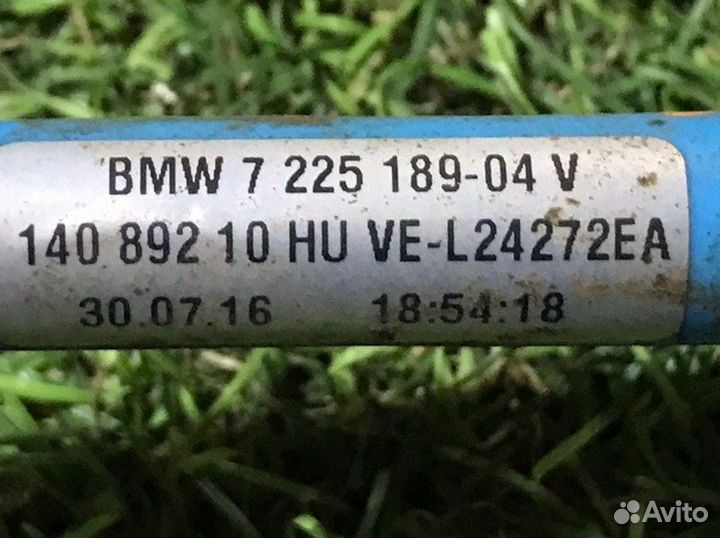 BMW 7 225 189-04 V
140 892 10 HU VE-L24272EA
30.07.16 18:54:18
Avito